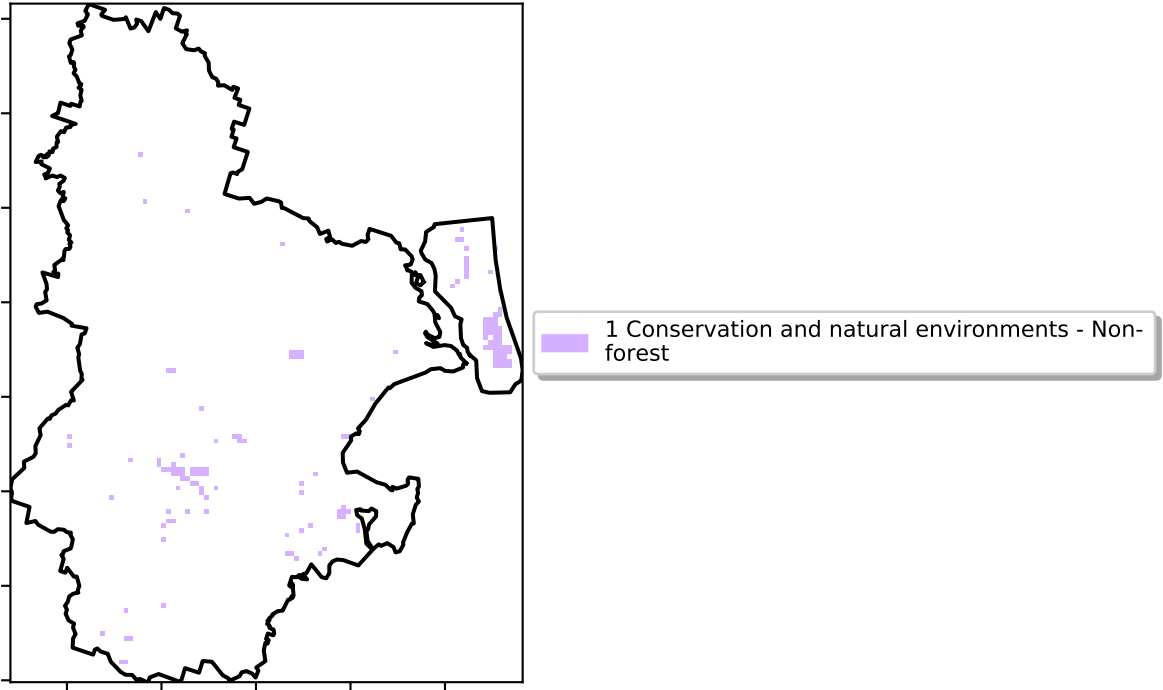 1 Conservation and natural environments - Non-
forest